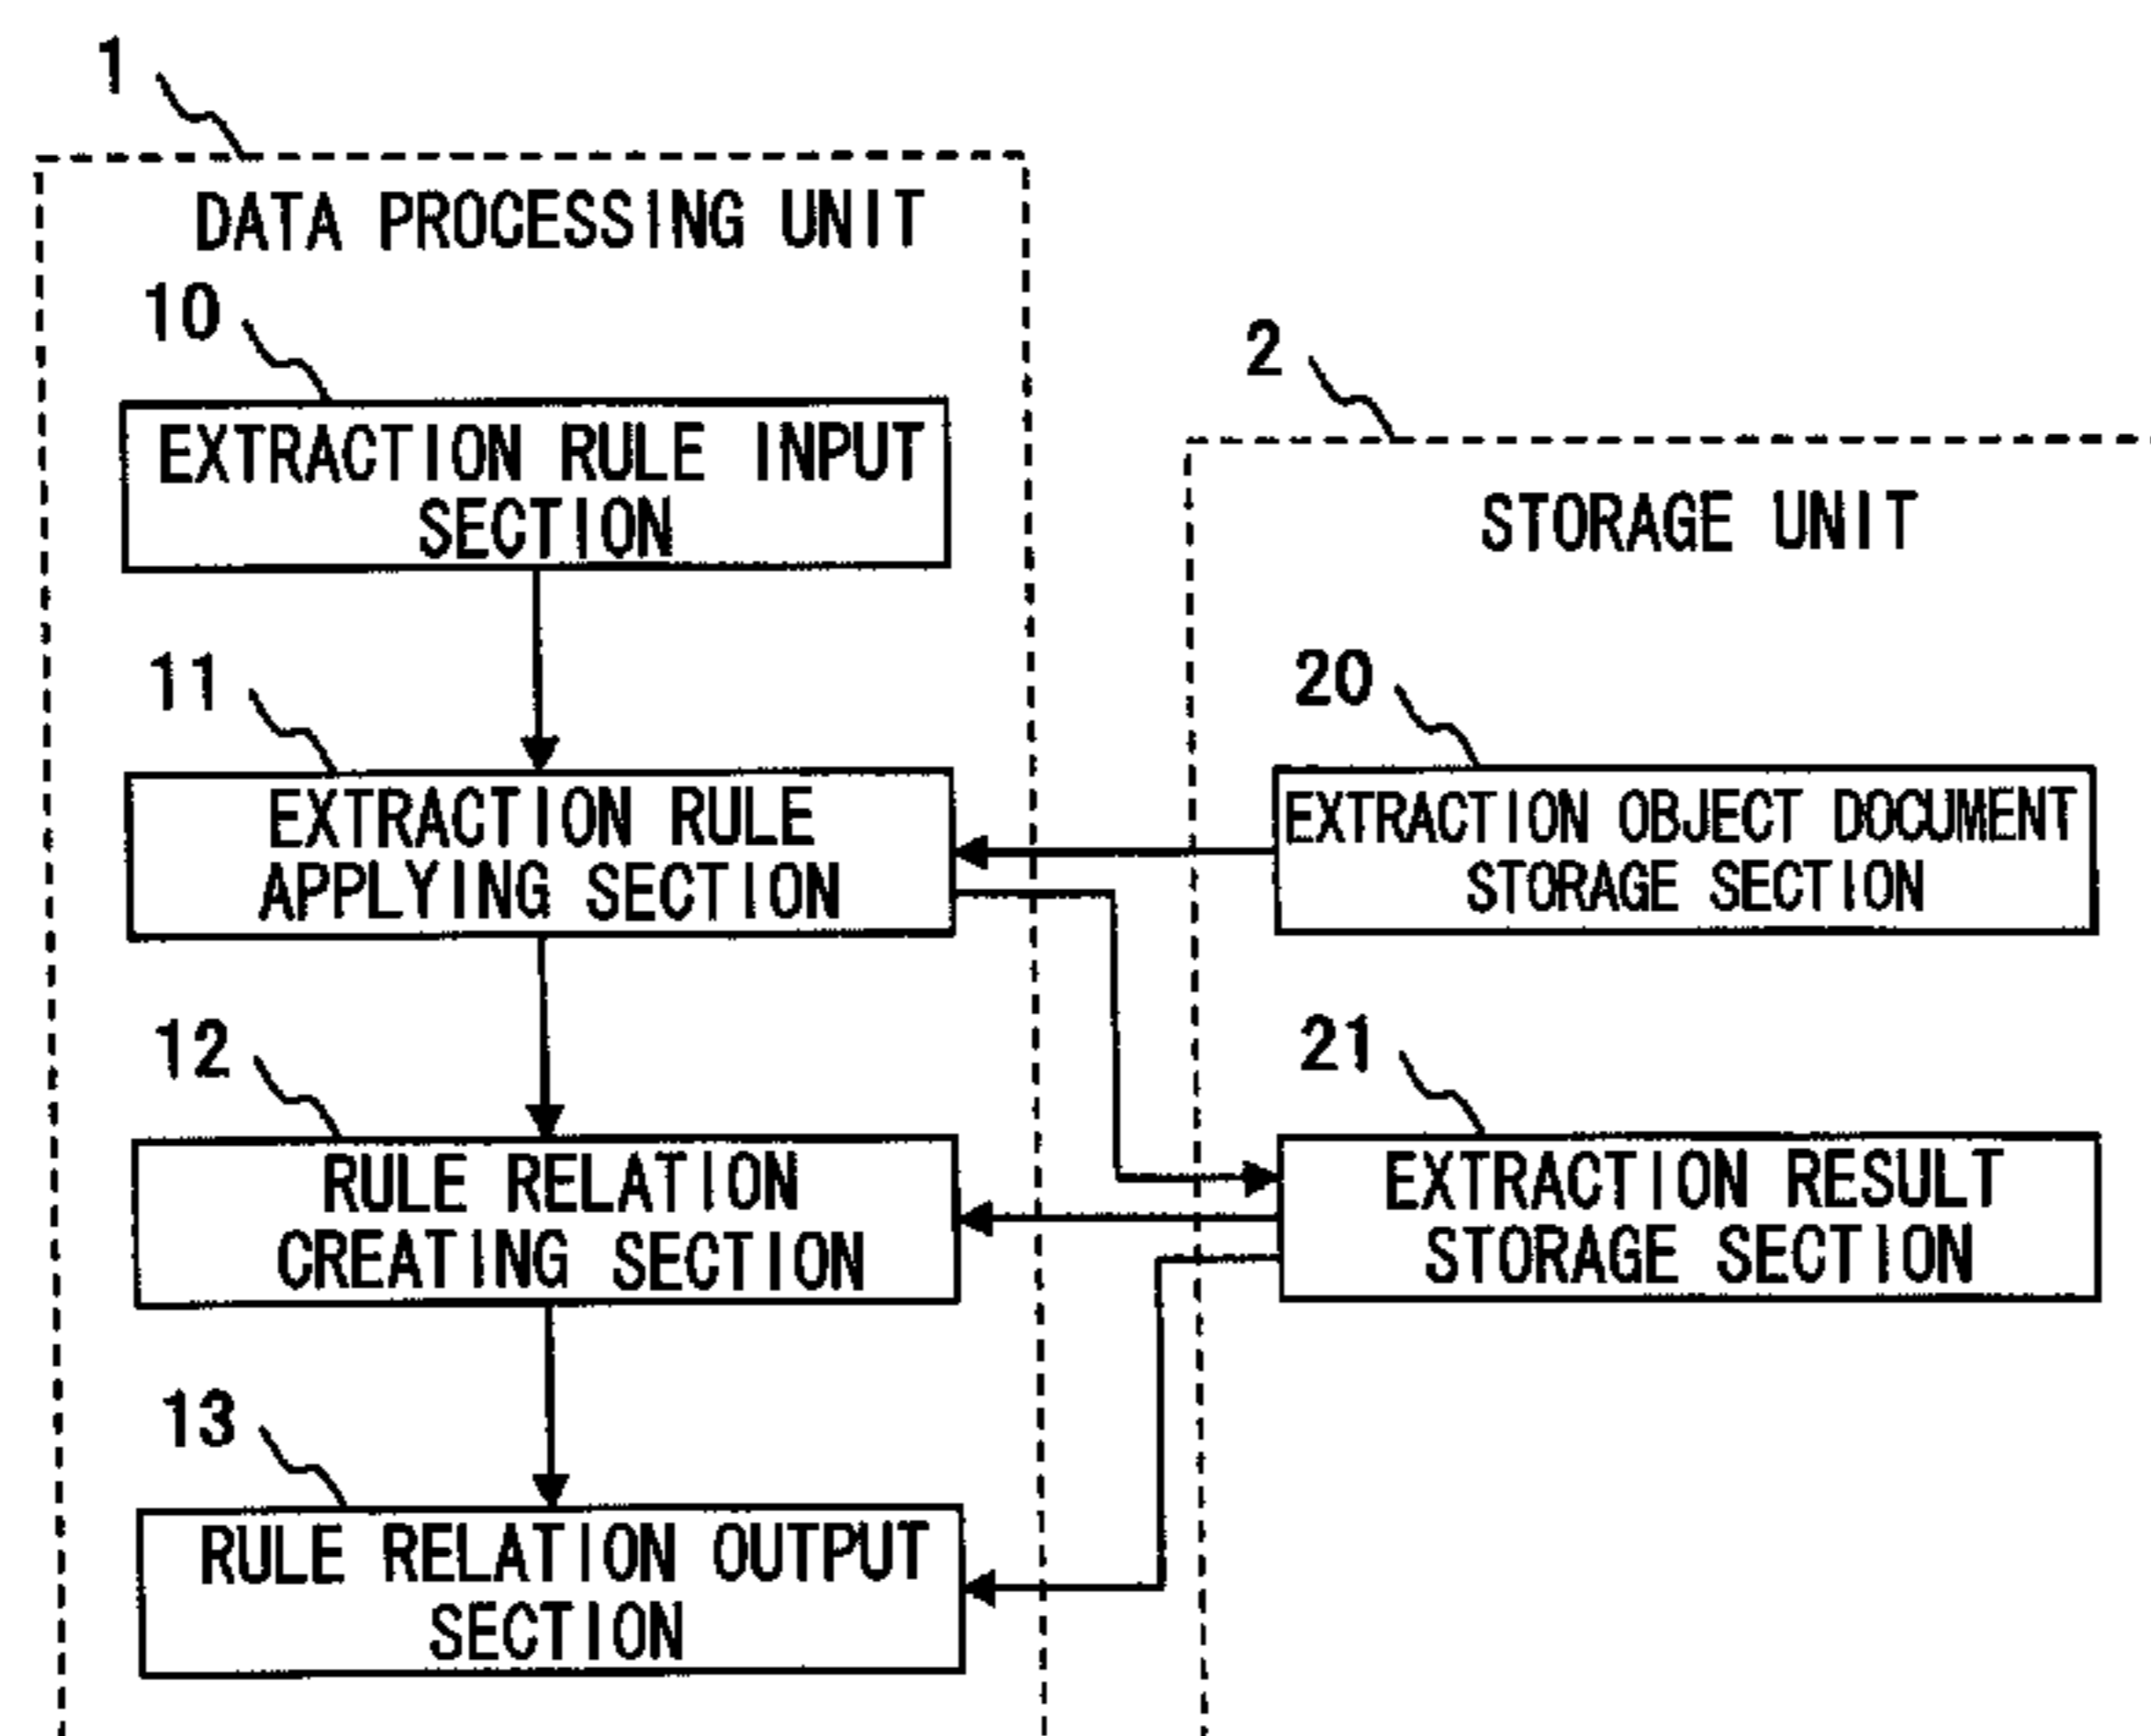 1
DATA PROCESSING UNIT
10
EXTRACTION RULE INPUT
SECTION
11
EXTRACTION RULE
APPLYING SECTION
12
RULE RELATION
CREATING SECTION
13
RULE RELATION OUTPUT
SECTION
2
STORAGE UNIT
20
EXTRACTION OBJECT DOCUMENT
STORAGE SECTION
21
EXTRACTION RESULT
STORAGE SECTION